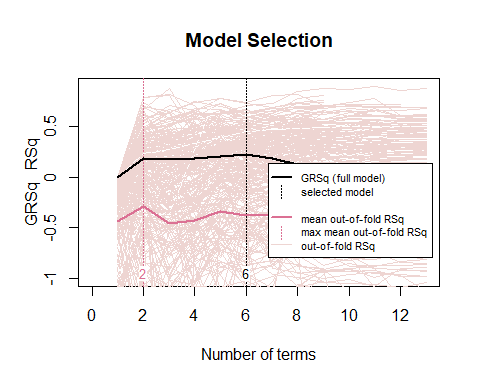 Model Selection
GRSq RSq
0.5
0
-0.5
-1
GRSq (full model)
selected model
mean out-of-fold RSq
max mean out-of-fold RSq
out-of-fold RSq
2
6
0 2 4 6 8 10 12
Number of terms